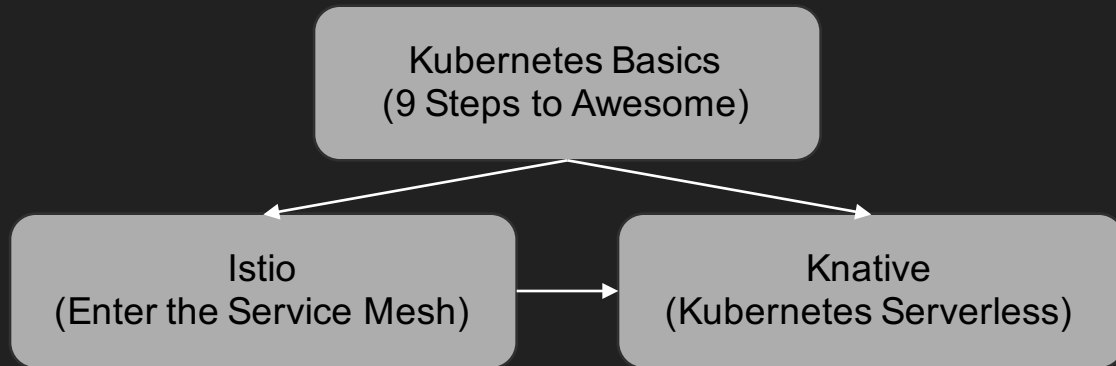 Kubernetes Basics
(9 Steps to Awesome)
Istio
(Enter the Service Mesh)
Knative
(Kubernetes Serverless)